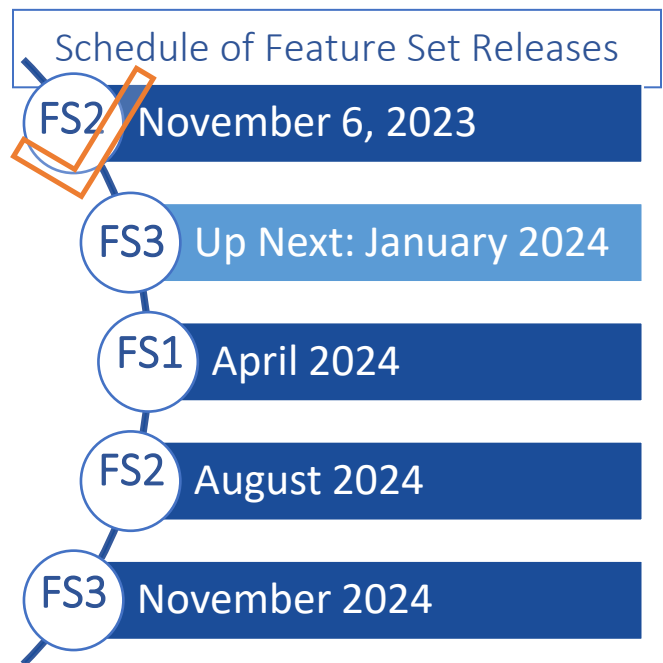 Schedule of Feature Set Releases
FS2 November 6, 2023
FS3 Up Next: January 2024
FS1 April 2024
FS2 August 2024
FS3 November 2024